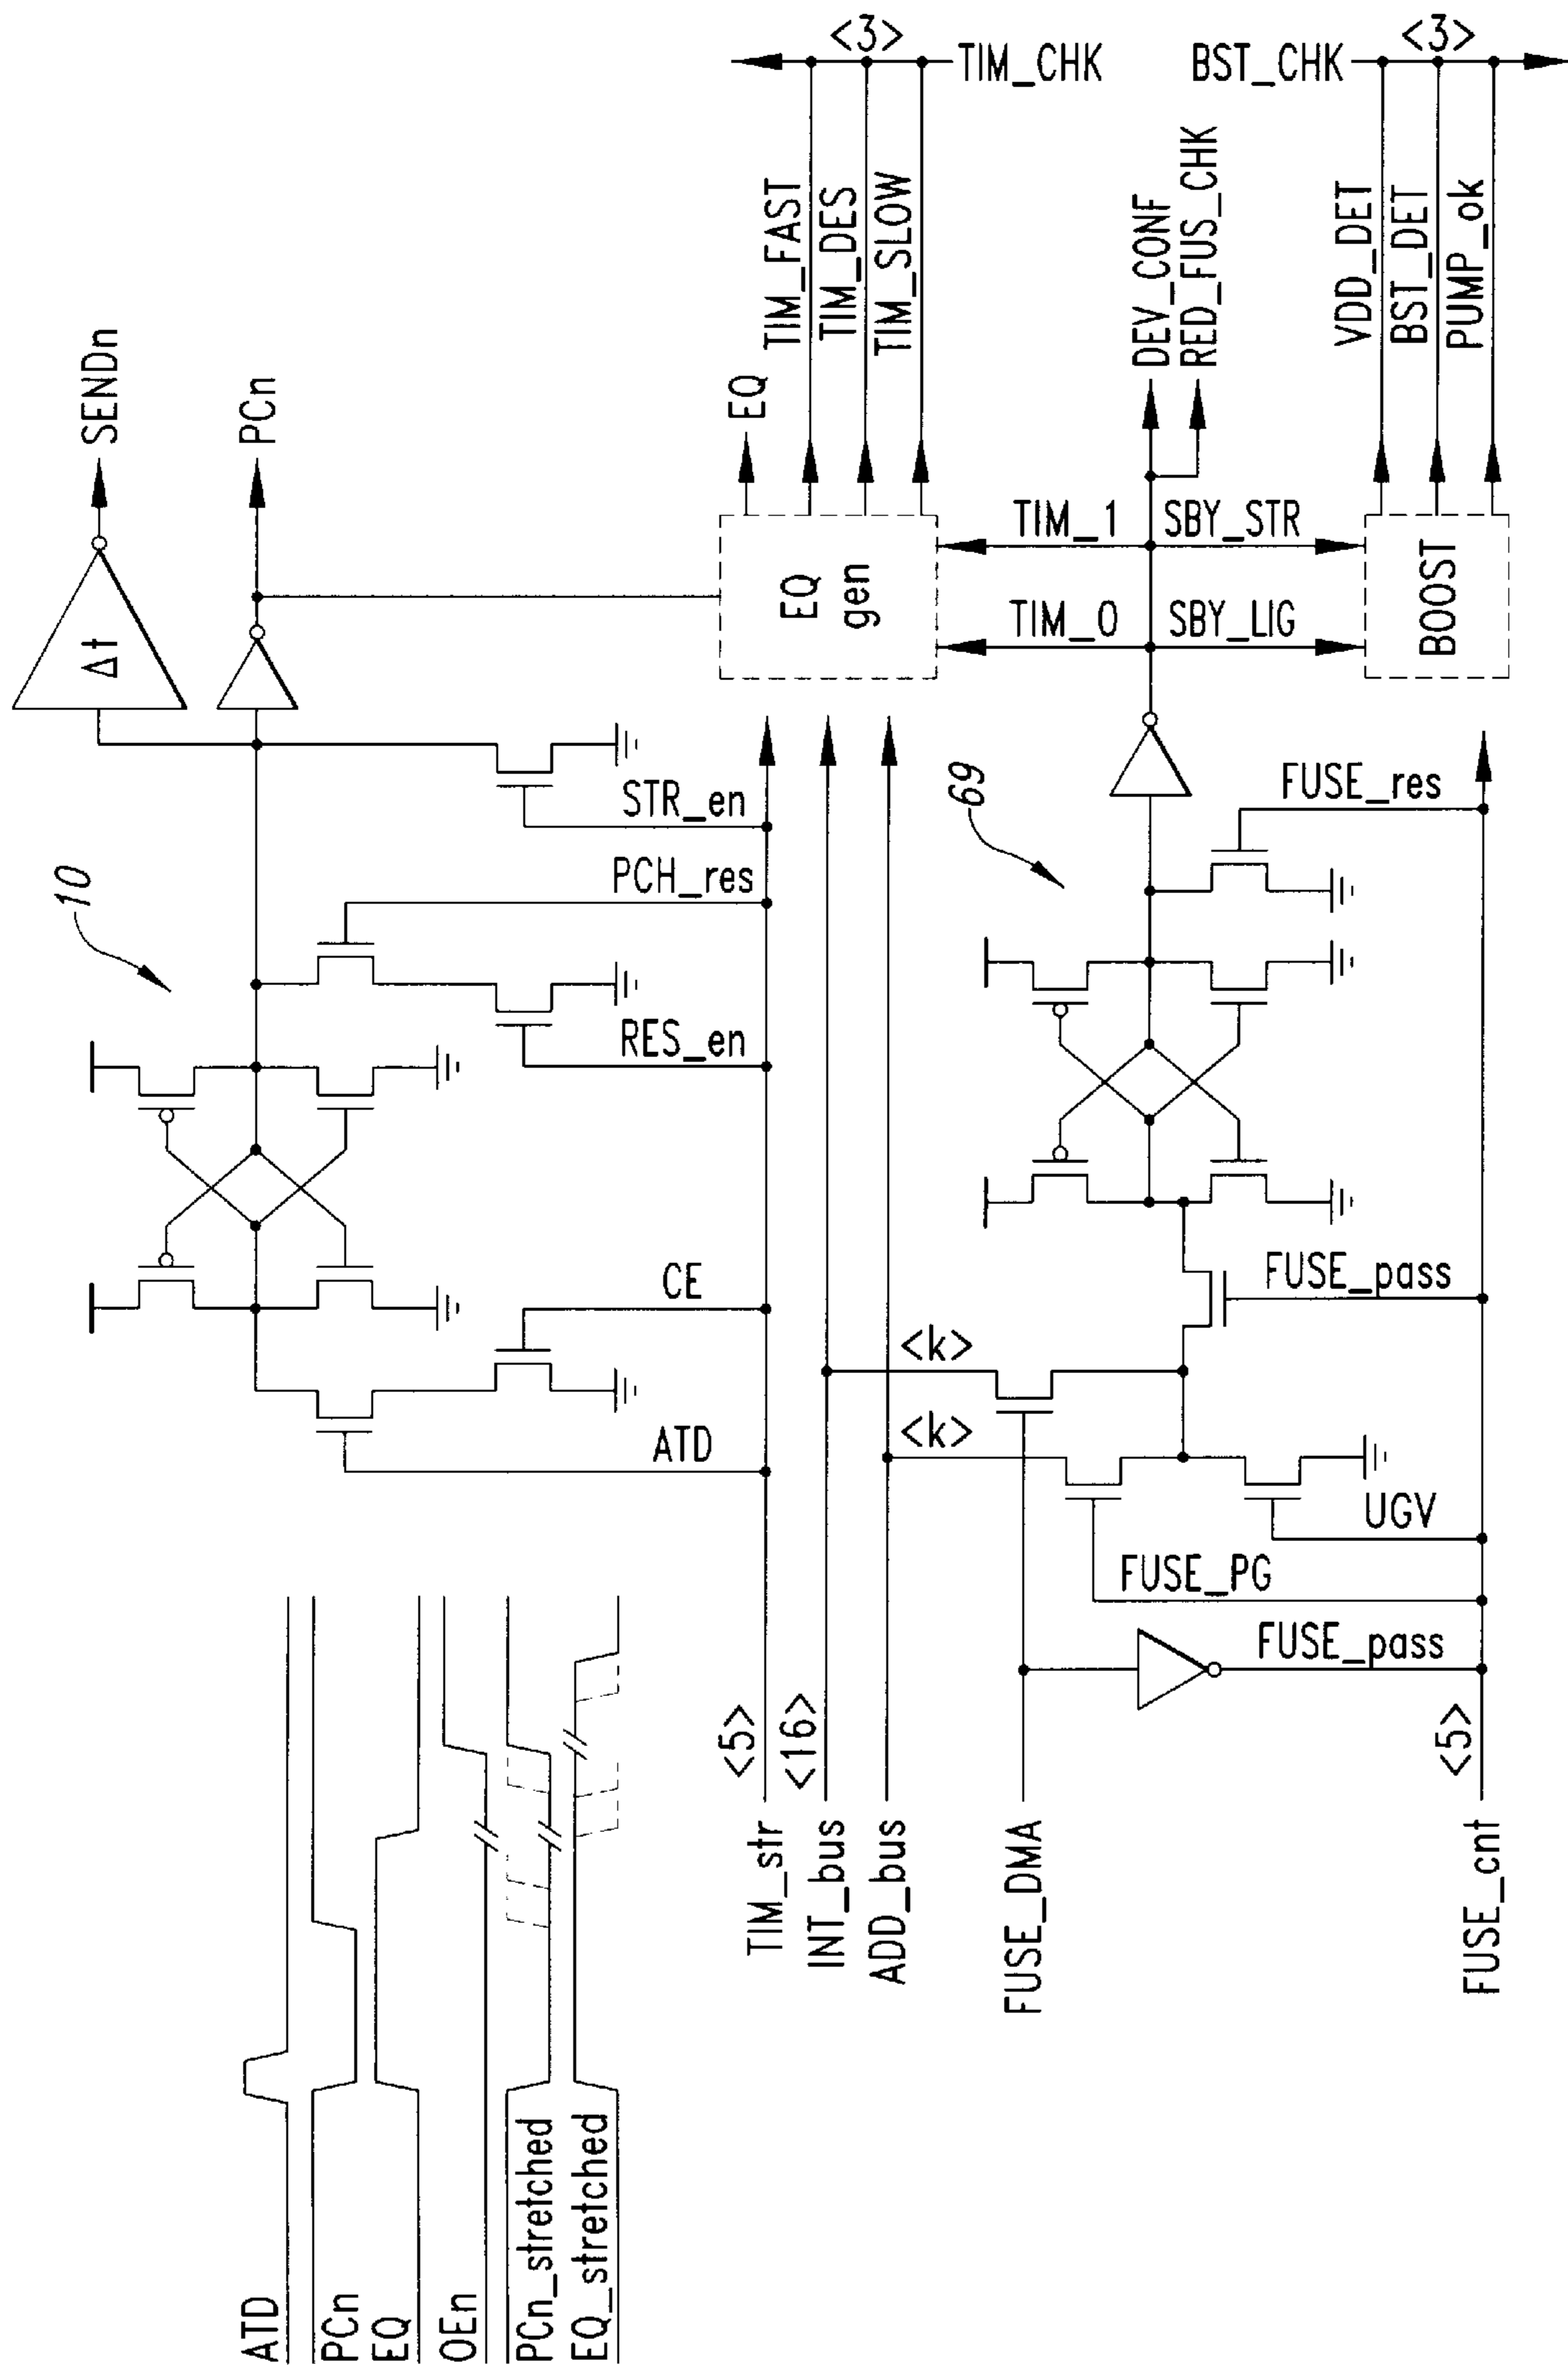 SENDn
Δt
PCn
10
STR_en
PCH_res
RES_en
CE
ATD
EQ
gen
EQ
TIM_FAST
TIM_DES
TIM_SLOW
<3>
TIM_CHK
BST_CHK
<3>
DEV_CONF
RED_FUS_CHK
VDD_DET
BST_DET
PUMP_ok
TIM_1
SBY_STR
TIM_0
SBY_LIG
BOOST
69
FUSE_res
FUSE_pass
<k>
<k>
UGV
FUSE_PG
FUSE_pass
<5>
<16>
<5>
TIM_str
INT_bus
ADD_bus
FUSE_DMA
FUSE_cnt
ATD
PCn
EQ
OEn
PCn_stretched
EQ_stretched